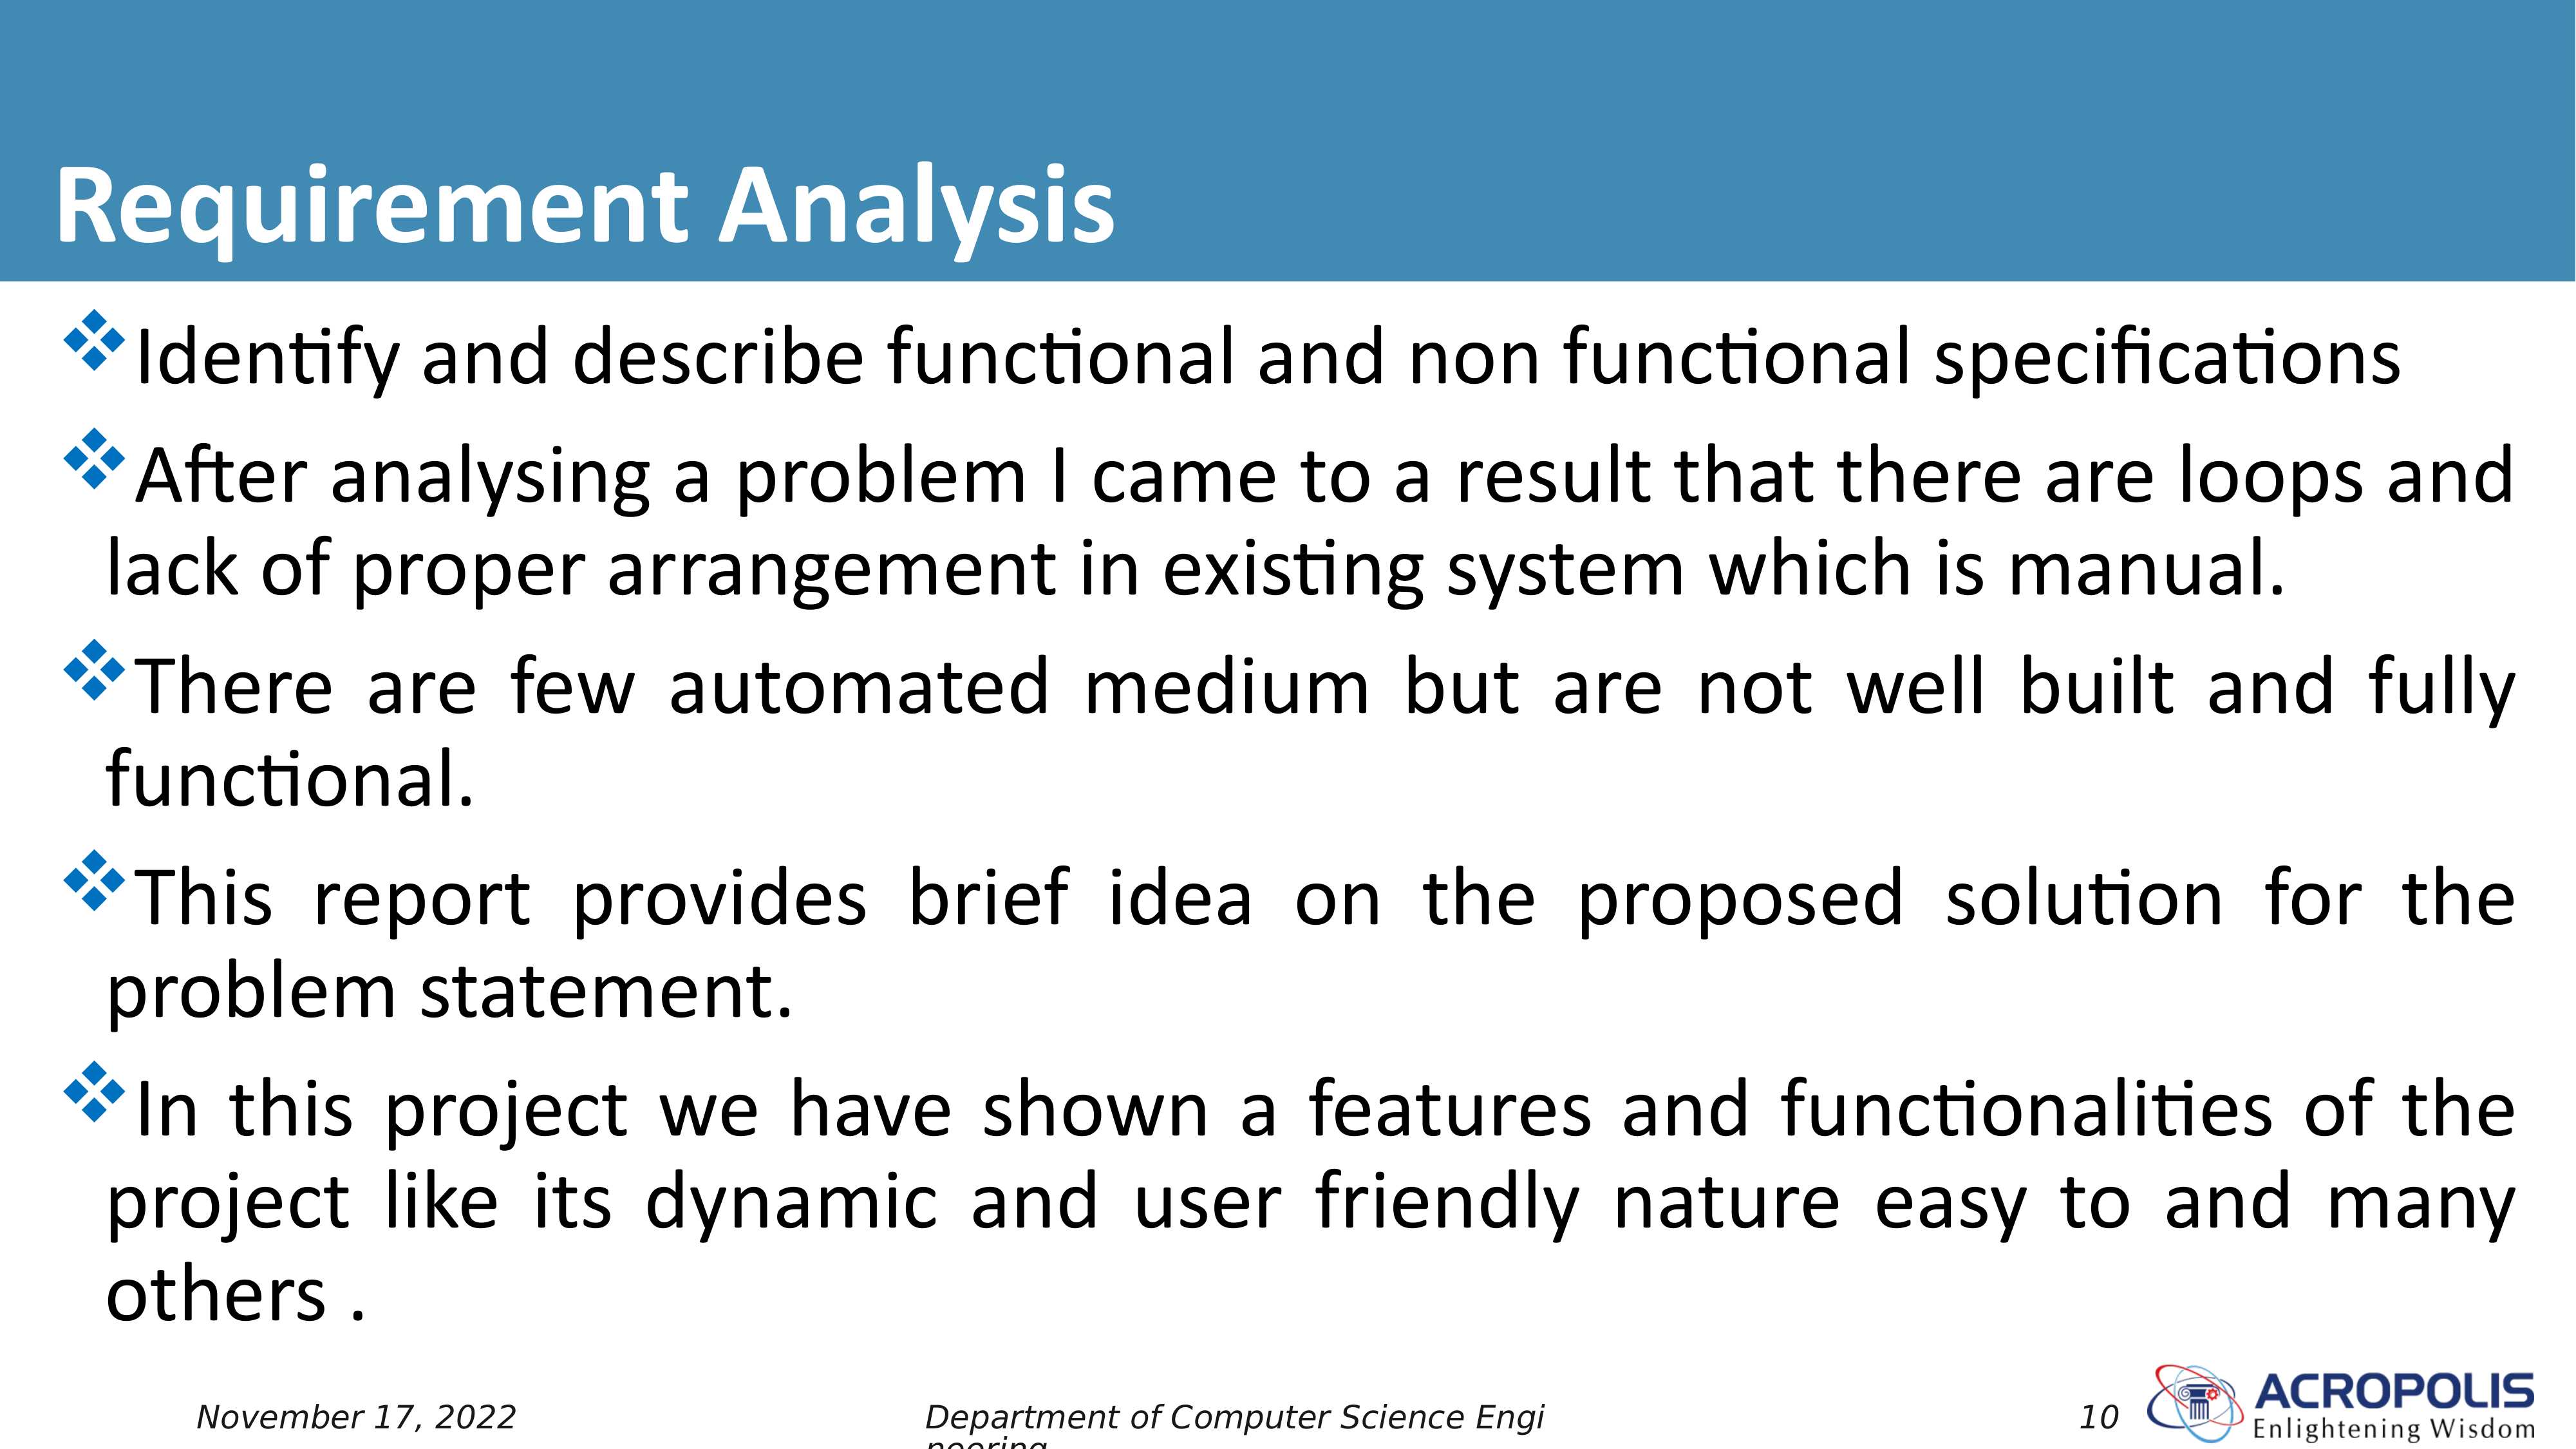 Requirement Analysis
❖Identify and describe functional and non functional specifications
❖After analysing a problem I came to a result that there are loops and
lack of proper arrangement in existing system which is manual.
❖There are few automated medium but are not well built and fully
functional.
❖This report provides brief idea on the proposed solution for the
problem statement.
❖In this project we have shown a features and functionalities of the
project like its dynamic and user friendly nature easy to and many
others .
November 17, 2022
Department of Computer Science Engi
neering
10
ACROPOLIS
Enlightening Wisdom